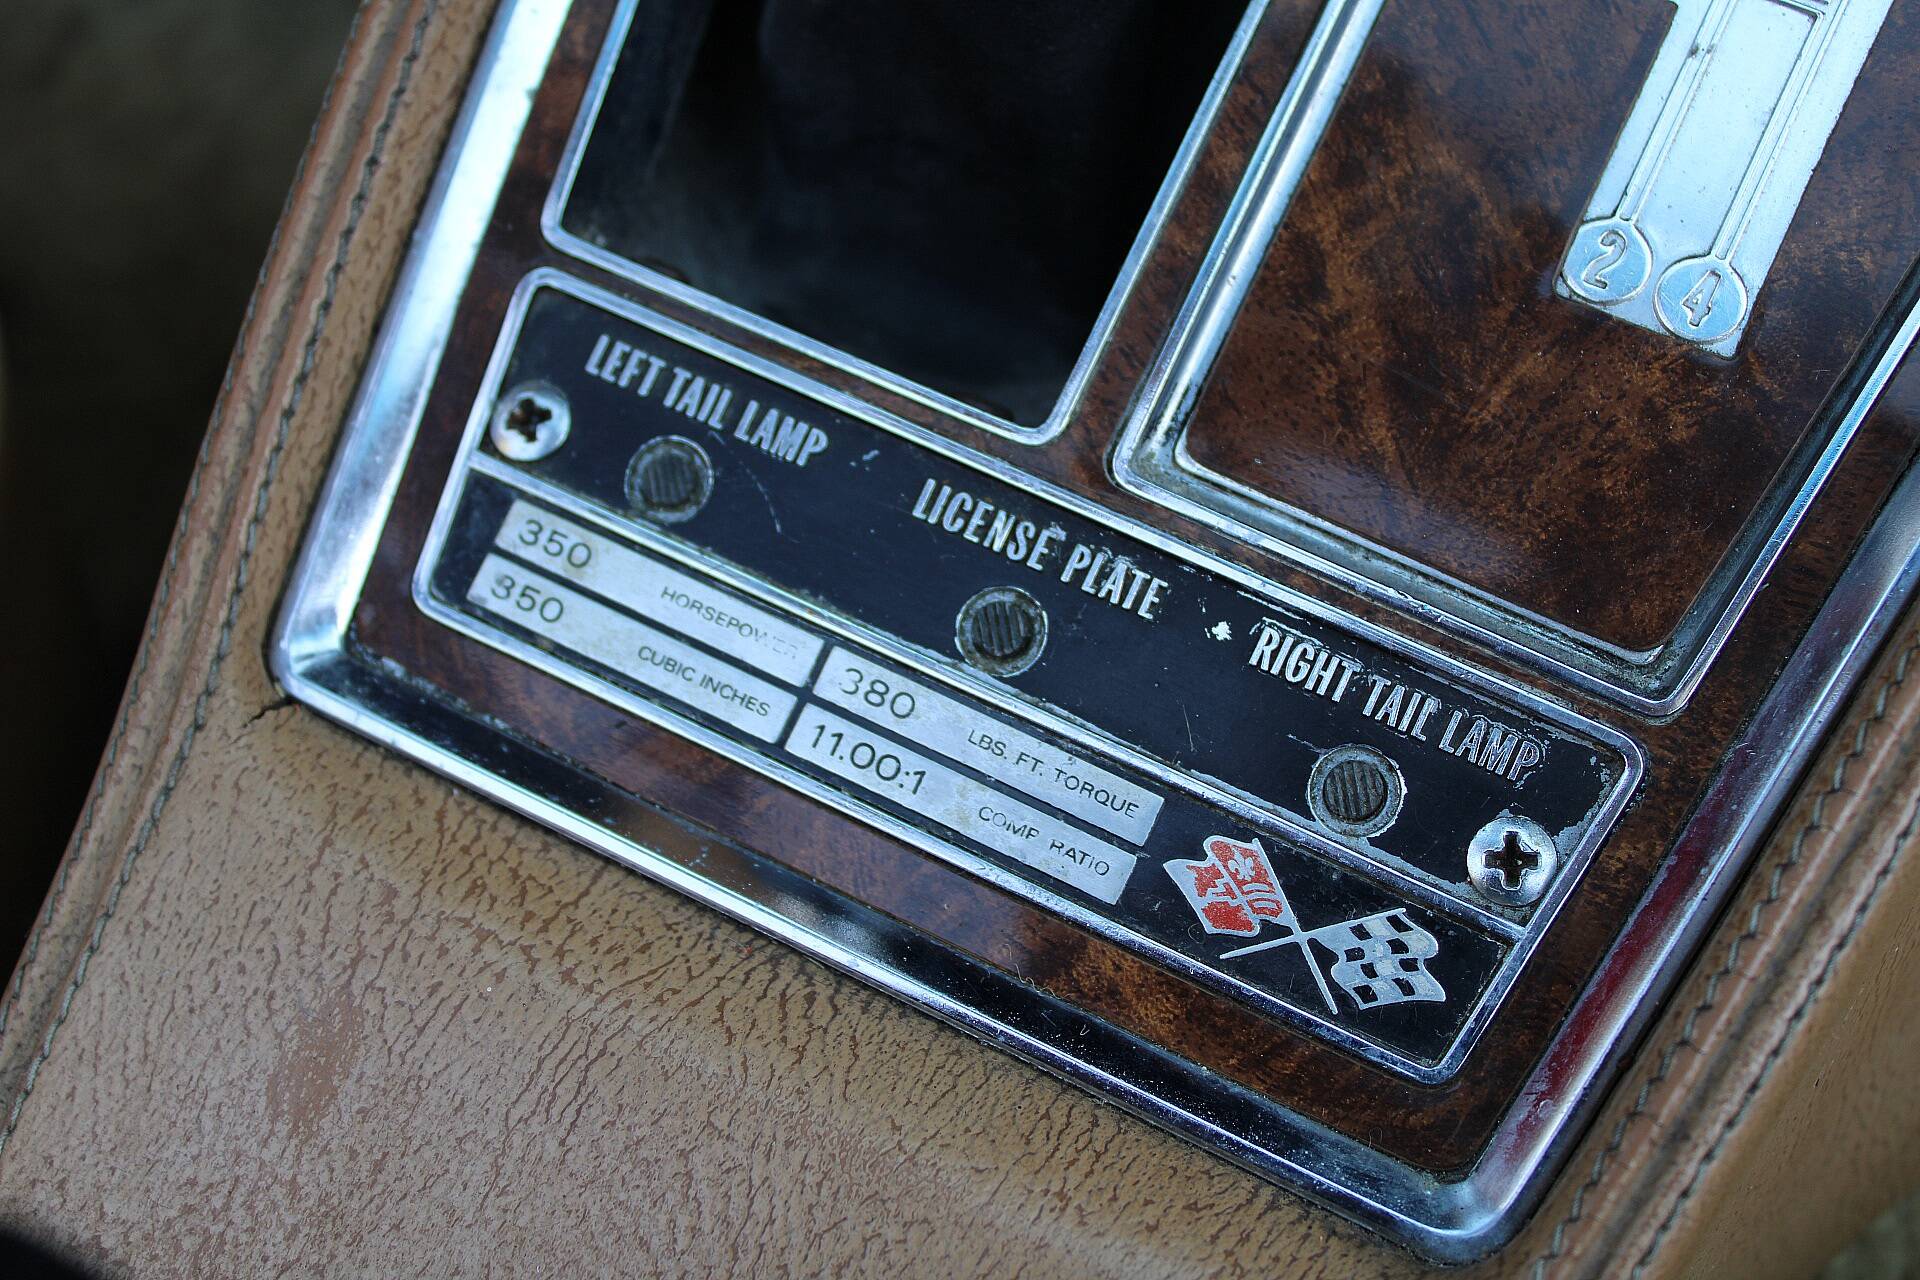 2 4
LEFT TAIL LAMP
LICENSE PLATE
RIGHT TAIL LAMP
350 HORSEPOWER
350 CUBIC INCHES
380 LBS. FT. TORQUE
11.00:1 COMP RATIO